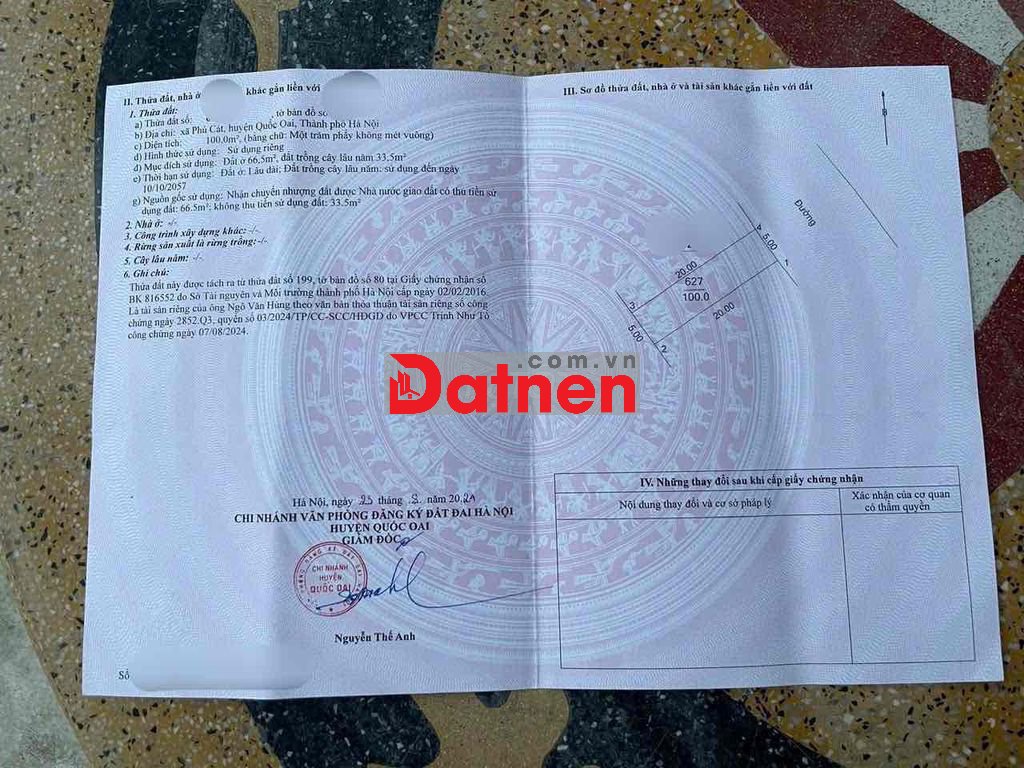 II. Thửa đất, nhà ở khác gắn liền với
1. Thửa đất:
a) Thửa đất số: tờ bản đồ số
b) Địa chỉ: xã Phú Cát, huyện Quốc Oai, Thành phố Hà Nội
c) Diện tích: 100.0m², (bằng chữ: Một trăm phẩy không mét vuông)
d) Hình thức sử dụng: Sử dụng riêng
đ) Mục đích sử dụng: Đất ở 66,5m², đất trồng cây lâu năm 33,5m²
e) Thời hạn sử dụng: Đất ở: Lâu dài; Đất trồng cây lâu năm: sử dụng đến ngày
10/10/2057
g) Nguồn gốc sử dụng: Nhận chuyển nhượng đất được Nhà nước giao đất có thu tiền sử
dụng đất: 66.5m²; không thu tiền sử dụng đất: 33.5m²
2. Nhà ở: -/-
3. Công trình xây dựng khác: -/-
4. Rừng sản xuất là rừng trồng: -/-
5. Cây lâu năm: -/-
6. Ghi chú:
Thửa đất này được tách ra từ thửa đất số 199, tờ bản đồ số 80 tại Giấy chứng nhận số
BK 816552 do Sở Tài nguyên và Môi trường thành phố Hà Nội cấp ngày 02/02/2016.
Là tài sản riêng của ông Ngô Văn Hùng theo văn bản thỏa thuận tài sản riêng số công
chứng ngày 2852.Q3, quyển số 03/2024/TP/CC-SCC/HĐGD do VPCC Trịnh Như Tô
công chứng ngày 07/08/2024.
Hà Nội, ngày 23 tháng 8 năm 2024
CHI NHÁNH VĂN PHÒNG ĐĂNG KÝ ĐẤT ĐAI HÀ NỘI
HUYỆN QUỐC OAI
GIÁM ĐỐC
CHI NHÁNH
HUYỆN
QUỐC OAI
Nguyễn Thế Anh
Số
III. Sơ đồ thửa đất, nhà ở và tài sản khác gắn liền với đất
B
Đường
4
5.00
1
20.00
627
100.0
20.00
3
5.00
2
.com.vn
Datnen
IV. Những thay đổi sau khi cấp giấy chứng nhận
Nội dung thay đổi và cơ sở pháp lý
Xác nhận của cơ quan
có thẩm quyền